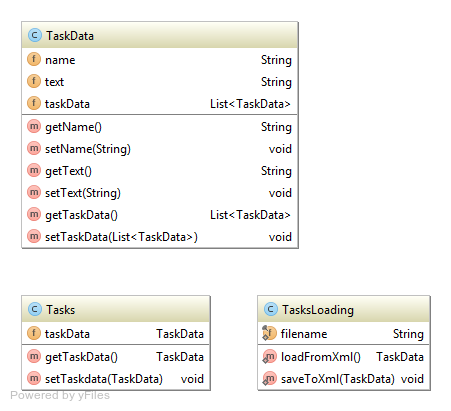 C TaskData
f name String
f text String
f taskData List<TaskData>
m getName() String
m setName(String) void
m getText() String
m setText(String) void
m getTaskData() List<TaskData>
m setTaskData(List<TaskData>) void
C Tasks
f taskData TaskData
m getTaskData() TaskData
m setTaskdata(TaskData) void
C TasksLoading
f filename String
m loadFromXml() TaskData
m saveToXml(TaskData) void
Powered by yFiles